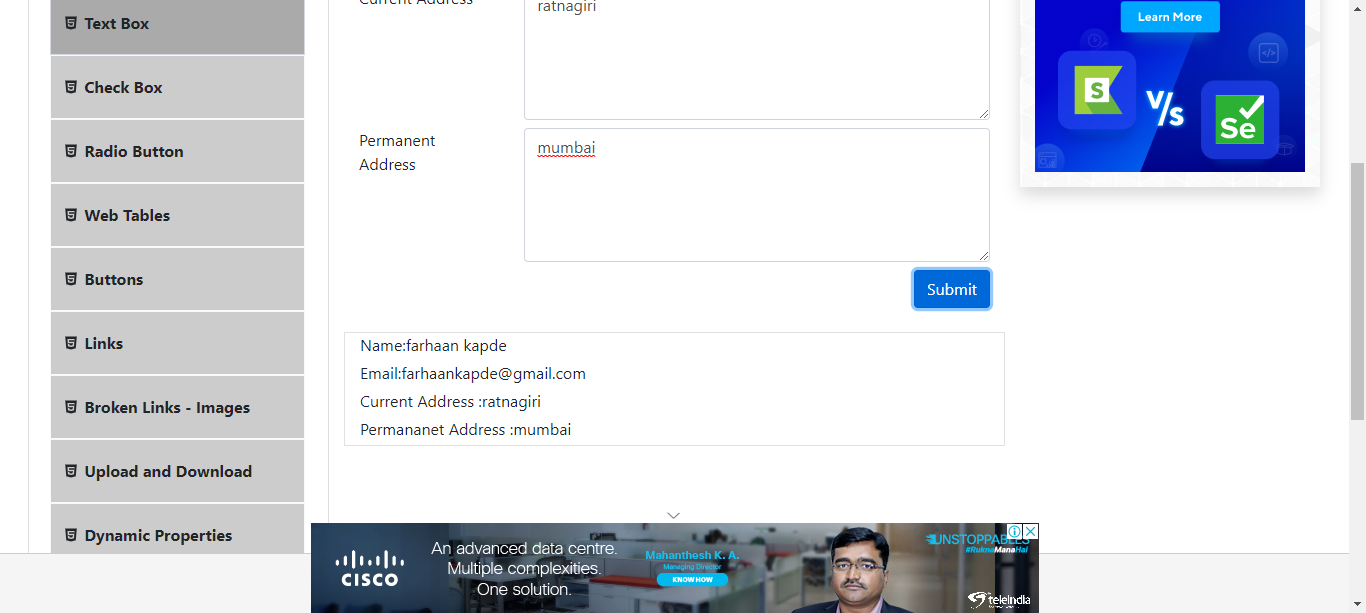 Current Address
ratnagiri
Text Box
Check Box
Radio Button
Web Tables
Buttons
Links
Broken Links - Images
Upload and Download
Dynamic Properties
Permanent
Address
mumbai
Submit
Name:farhaan kapde
Email:farhaankapde@gmail.com
Current Address :ratnagiri
Permananet Address :mumbai
Learn More
S
V/s
Se
CISCO
An advanced data centre.
Multiple complexities.
One solution.
Mahanthesh K. A.
Managing Director
KNOW HOW
UNSTOPPABLES
#RuknaManaHai
teleindia